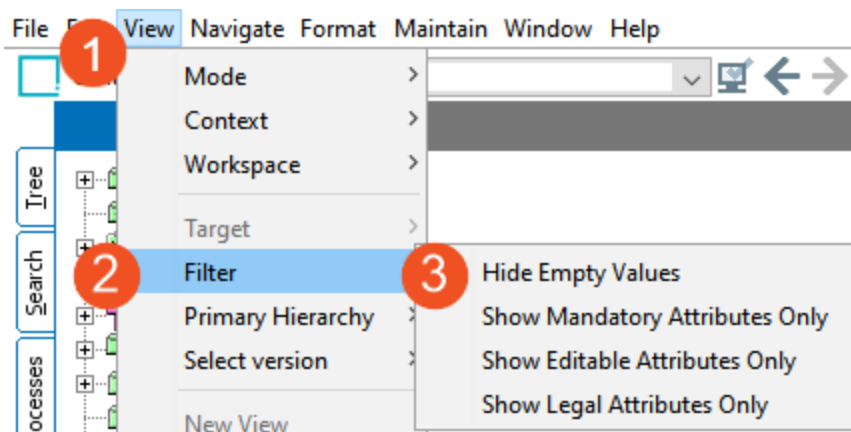 File View Navigate Format Maintain Window Help
1
Mode
Context
Workspace
Tree
Target
2 Filter 3 Hide Empty Values
Search
Primary Hierarchy Show Mandatory Attributes Only
Select version Show Editable Attributes Only
Show Legal Attributes Only
New View